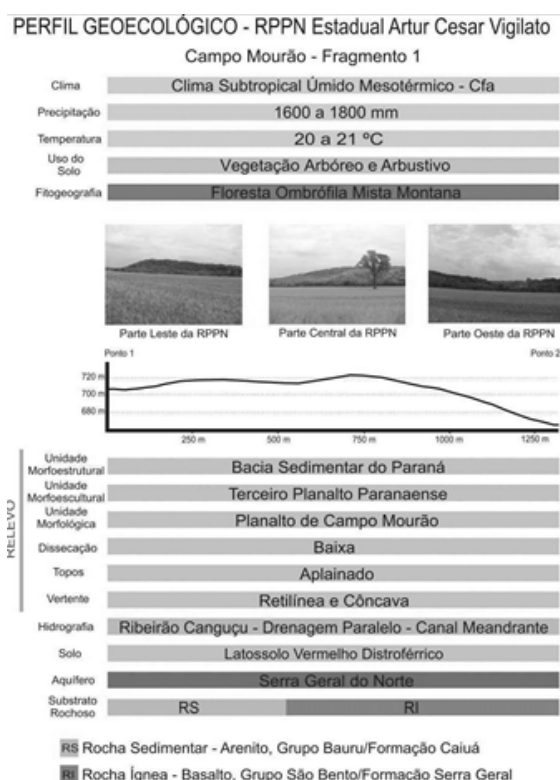 PERFIL GEOECOLÓGICO - RPPN Estadual Artur Cesar Vigilato
Campo Mourão - Fragmento 1
Clima Clima Subtropical Úmido Mesotérmico - Cfa
Precipitação 1600 a 1800 mm
Temperatura 20 a 21 ºC
Uso do
Solo Vegetação Arbóreo e Arbustivo
Fitogeografia Floresta Ombrófila Mista Montana
Parte Leste da RPPN Parte Central da RPPN Parte Oeste da RPPN
Ponto 1 Ponto 2
720 m
700 m
680 m
250 m 500 m 750 m 1000 m 1250 m
RELEVO
Unidade
Morfoestrutural Bacia Sedimentar do Paraná
Unidade
Morfoescultural Terceiro Planalto Paranaense
Unidade
Morfológica Planalto de Campo Mourão
Dissecação Baixa
Topos Aplainado
Vertente Retilínea e Côncava
Hidrografia Ribeirão Canguçu - Drenagem Paralelo - Canal Meandrante
Solo Latossolo Vermelho Distroférrico
Aquífero Serra Geral do Norte
Substrato
Rochoso RS RI
RS Rocha Sedimentar - Arenito, Grupo Bauru/Formação Caiuá
RI Rocha Ígnea - Basalto, Grupo São Bento/Formação Serra Geral